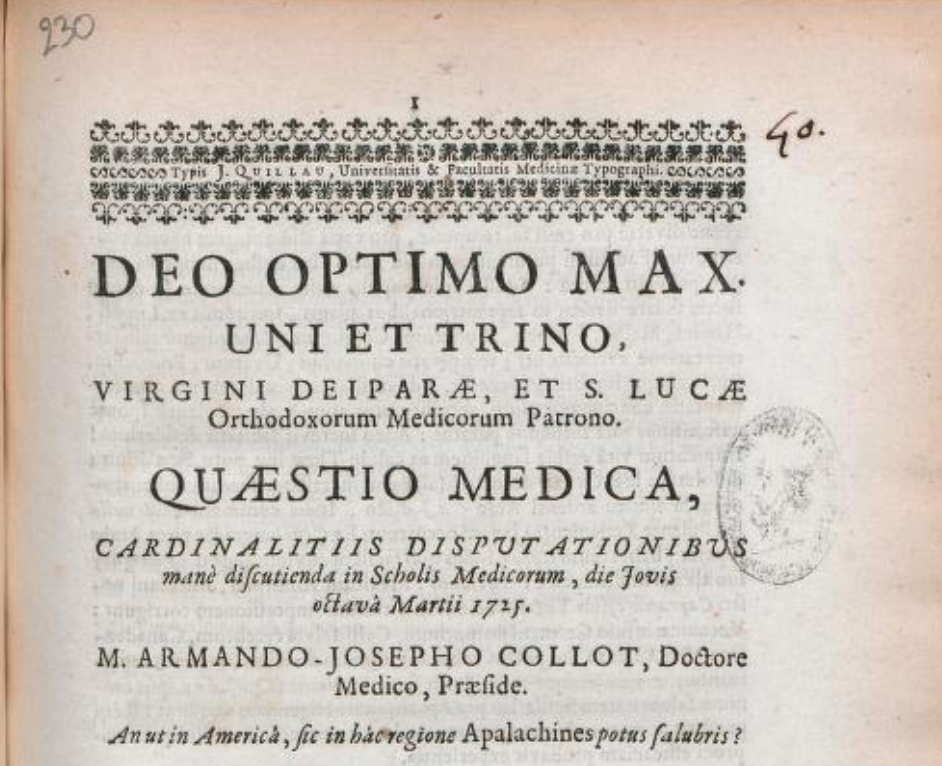 230
1
40.
Typis J. QUILLAU, Universitatis & Facultatis Medicinæ Typographi.
DEO OPTIMO MAX.
UNI ET TRINO,
VIRGINI DEIPARÆ, ET S. LUCÆ
Orthodoxorum Medicorum Patrono.
QUÆSTIO MEDICA,
CARDINALITIIS DISPUTATIONIBUS
manè diſcutienda in Scholis Medicorum, die Jovis
octavâ Martii 1725.
M. ARMANDO-JOSEPHO COLLOT, Doctore
Medico, Præſide.
An ut in Americâ, ſic in hâc regione Apalachines potus ſalubris?